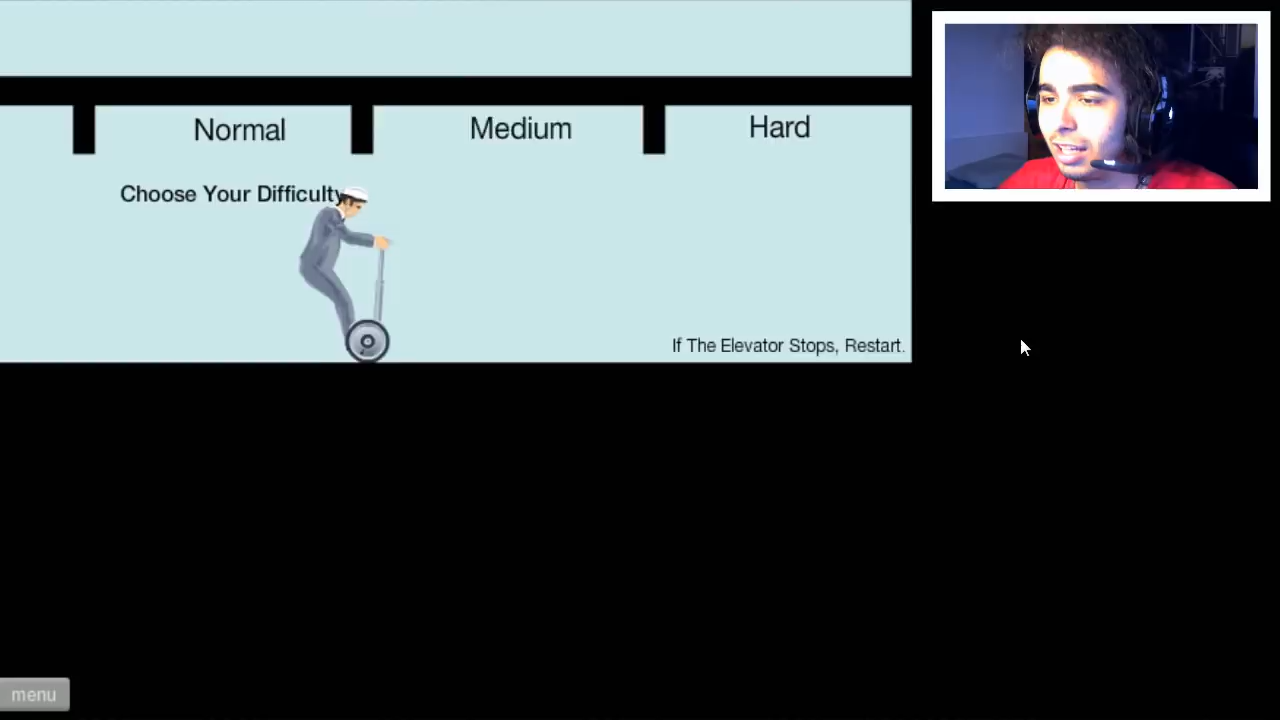 Normal
Medium
Hard
Choose Your Difficulty
If The Elevator Stops, Restart.
menu